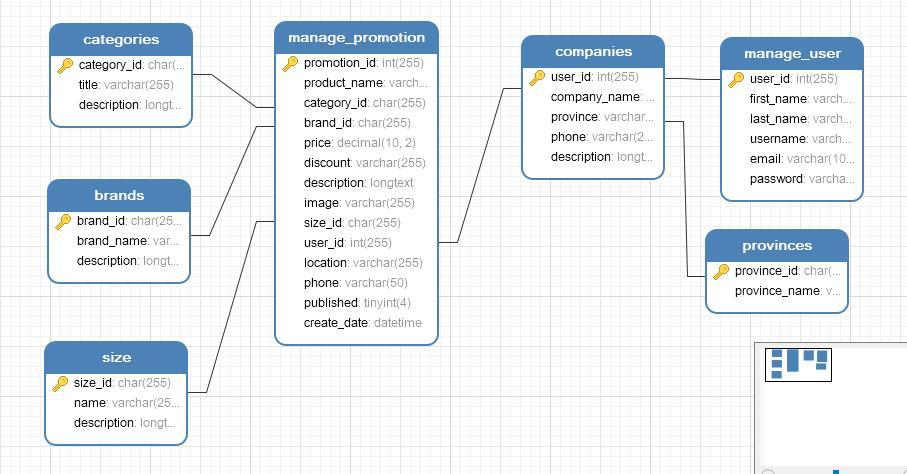 categories
category_id: char(...
title: varchar(255)
description: longt...
brands
brand_id: char(25...
brand_name: var...
description: longt...
size
size_id: char(255)
name: varchar(25...
description: longt...
manage_promotion
promotion_id: int(255)
product_name: varch...
category_id: char(255)
brand_id: char(255)
price: decimal(10, 2)
discount: varchar(255)
description: longtext
image: varchar(255)
size_id: char(255)
user_id: int(255)
location: varchar(255)
phone: varchar(50)
published: tinyint(4)
create_date: datetime
companies
user_id: int(255)
company_name: ...
province: varchar...
phone: varchar(2...
description: longt...
manage_user
user_id: int(255)
first_name: varch...
last_name: varch...
username: varch...
email: varchar(10...
password: varcha...
provinces
province_id: char(...
province_name: v...